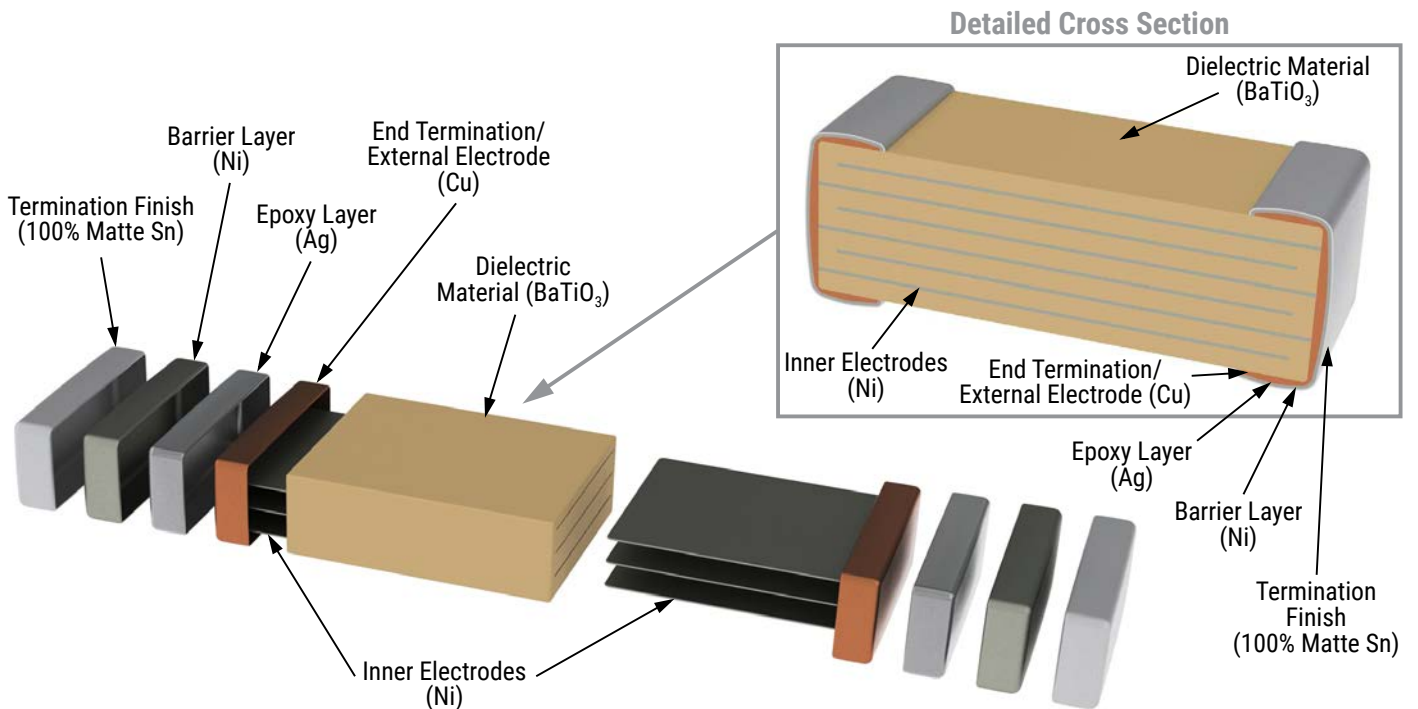 Detailed Cross Section
Dielectric Material
(BaTiO₃)
End Termination/
External Electrode
(Cu)
Barrier Layer
(Ni)
Termination Finish
(100% Matte Sn)
Epoxy Layer
(Ag)
Dielectric
Material (BaTiO₃)
Inner Electrodes
(Ni)
End Termination/
External Electrode (Cu)
Epoxy Layer
(Ag)
Barrier Layer
(Ni)
Termination
Finish
(100% Matte Sn)
Inner Electrodes
(Ni)